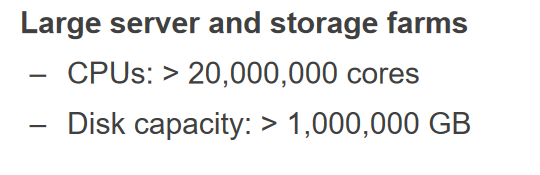 Large server and storage farms
– CPUs: > 20,000,000 cores
– Disk capacity: > 1,000,000 GB